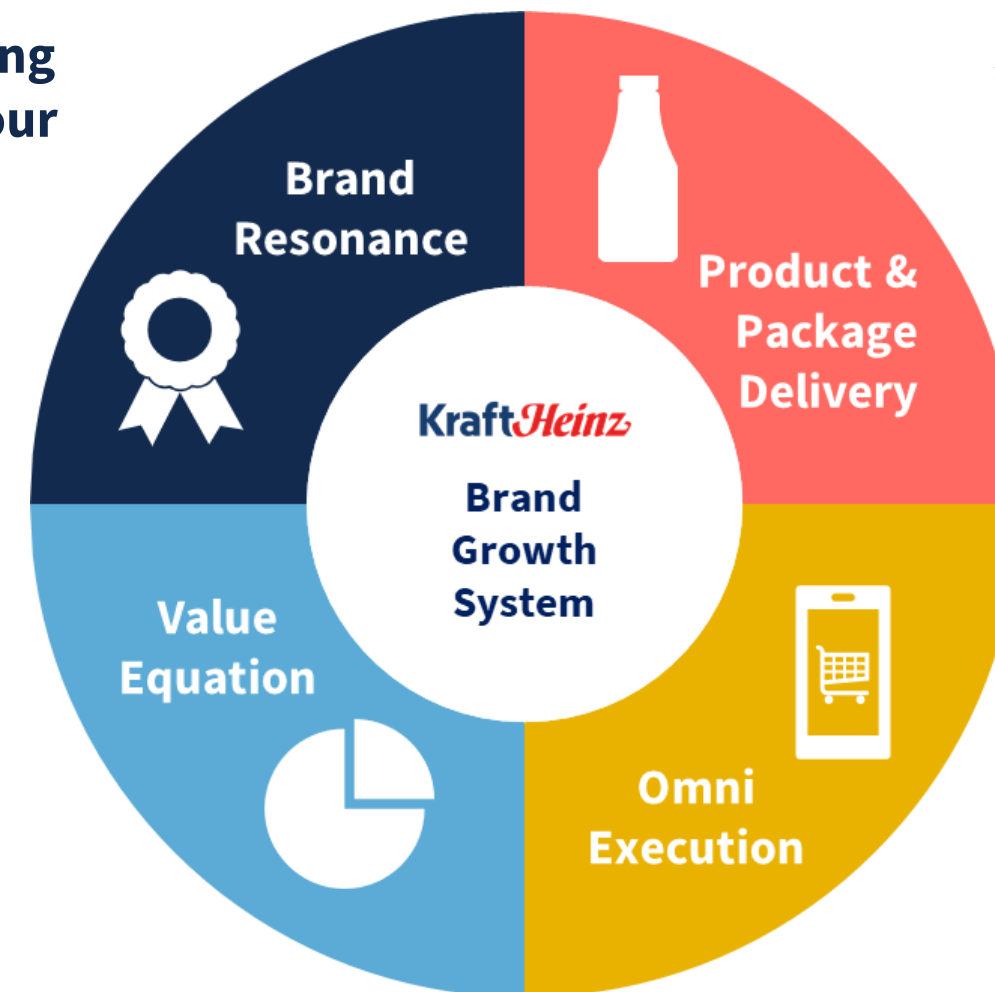 ng
our
Brand
Resonance
Product &
Package
Delivery
KraftHeinz
Brand
Growth
System
Value
Equation
Omni
Execution